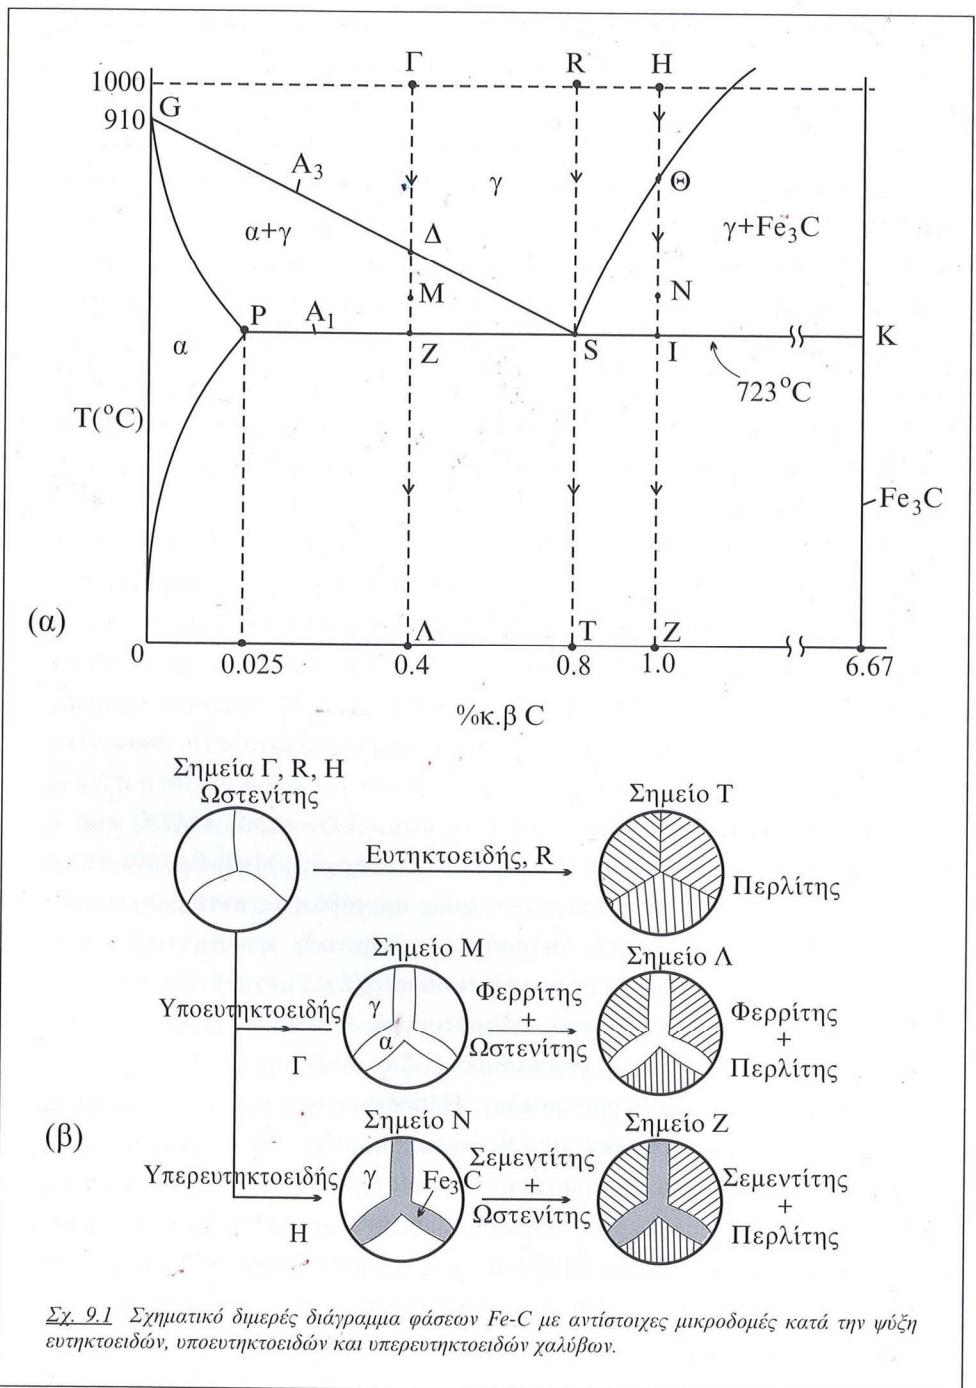 Γ R H
1000
G
910
A3
γ
Θ
α+γ
Δ
γ+Fe3C
M
N
P
A1
α
Z
S
I
K
723°C
T(°C)
Fe3C
(α)
Λ
T
Z
0
0.025
0.4
0.8
1.0
6.67
%κ.β C
Σημεία Γ, R, H
Ωστενίτης
Σημείο Τ
Ευτηκτοειδής, R
Περλίτης
Σημείο Μ
Σημείο Λ
Υποευτηκτοειδής
Γ
γ
α
Φερρίτης
+
Ωστενίτης
Φερρίτης
+
Περλίτης
(β)
Σημείο Ν
Σημείο Ζ
Υπερευτηκτοειδής
H
γ
Fe3C
Σεμεντίτης
+
Ωστενίτης
Σεμεντίτης
+
Περλίτης
Σχ. 9.1 Σχηματικό διμερές διάγραμμα φάσεων Fe-C με αντίστοιχες μικροδομές κατά την ψύξη
ευτηκτοειδών, υποευτηκτοειδών και υπερευτηκτοειδών χαλύβων.